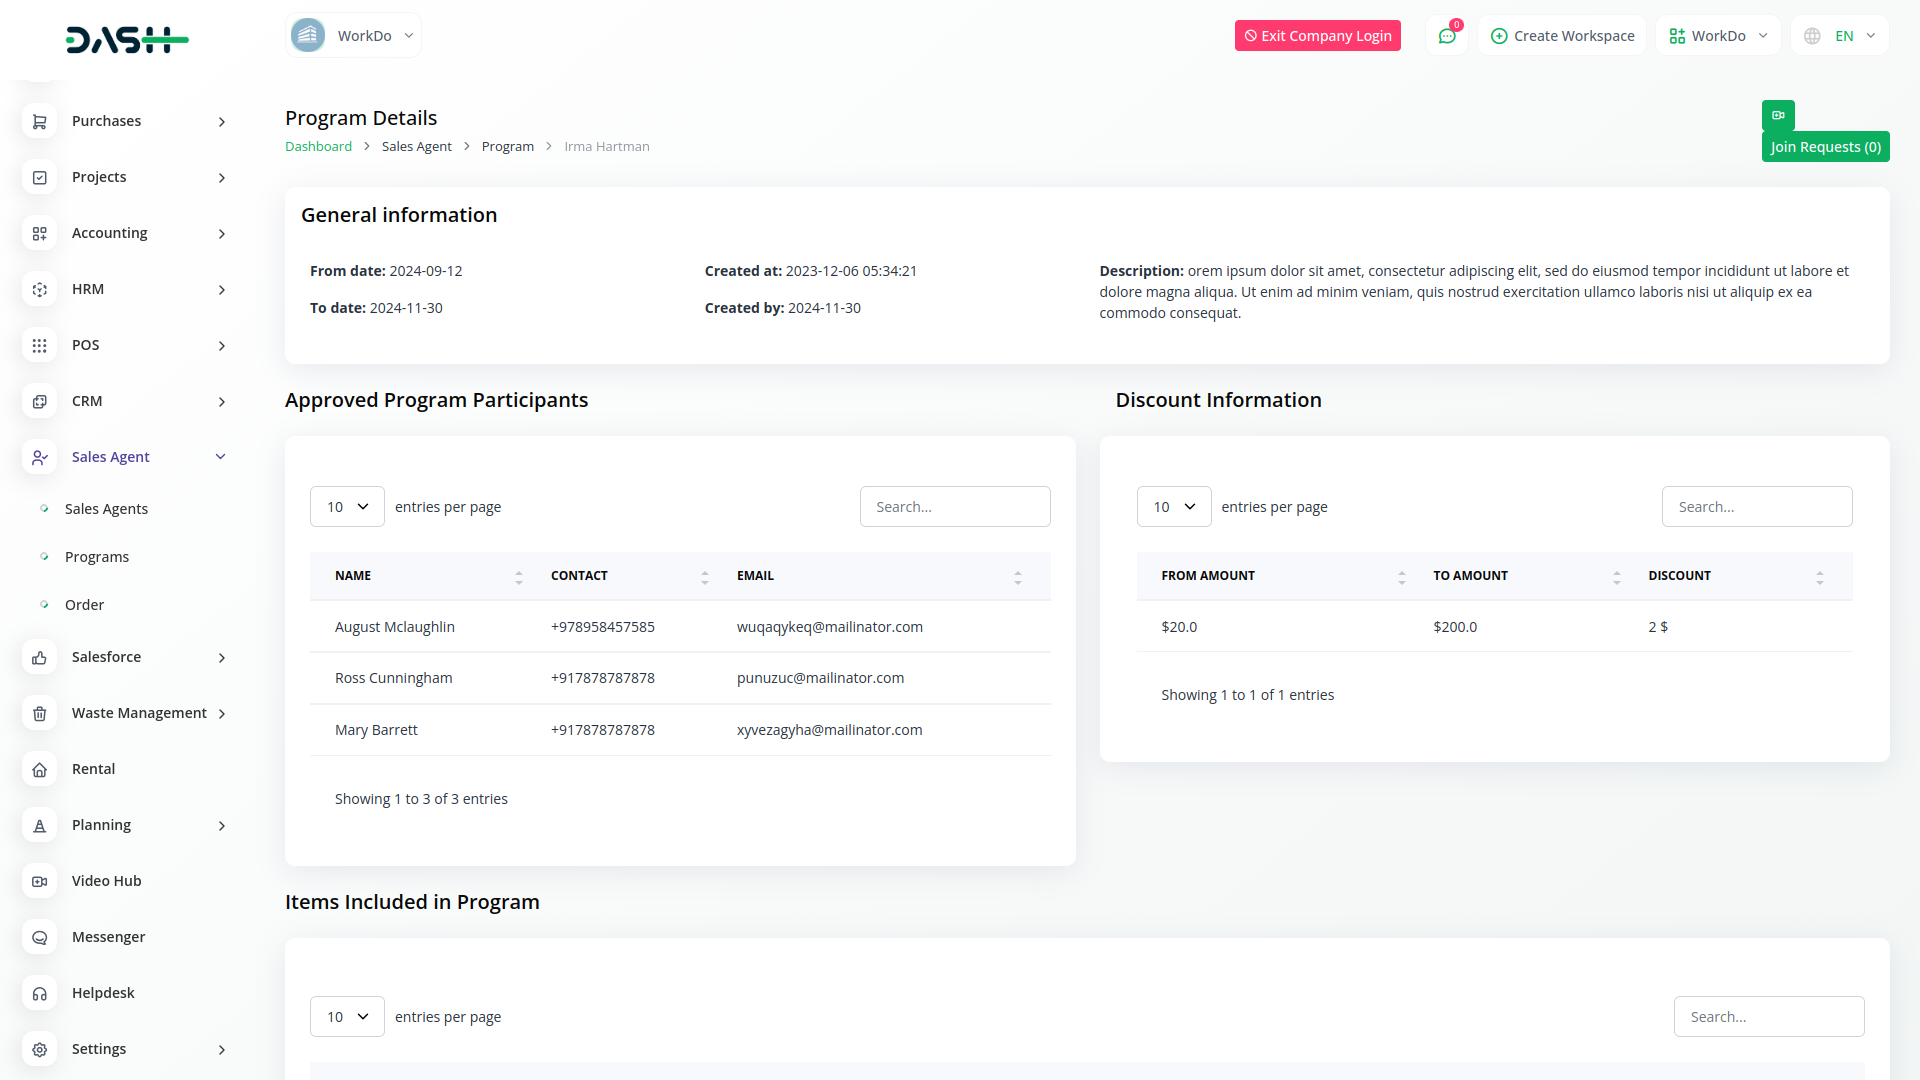 DASH
WorkDo
Exit Company Login
0
Create Workspace
WorkDo
EN
Purchases
Projects
Accounting
HRM
POS
CRM
Sales Agent
Sales Agents
Programs
Order
Salesforce
Waste Management
Rental
Planning
Video Hub
Messenger
Helpdesk
Settings
Program Details
Dashboard > Sales Agent > Program > Irma Hartman
Join Requests (0)
General information
From date: 2024-09-12
To date: 2024-11-30
Created at: 2023-12-06 05:34:21
Created by: 2024-11-30
Description: orem ipsum dolor sit amet, consectetur adipiscing elit, sed do eiusmod tempor incididunt ut labore et
dolore magna aliqua. Ut enim ad minim veniam, quis nostrud exercitation ullamco laboris nisi ut aliquip ex ea
commodo consequat.
Approved Program Participants
10 entries per page
Search...
NAME CONTACT EMAIL
August Mclaughlin +978958457585 wuqaqykeq@mailinator.com
Ross Cunningham +917878787878 punuzuc@mailinator.com
Mary Barrett +917878787878 xyvezagyha@mailinator.com
Showing 1 to 3 of 3 entries
Discount Information
10 entries per page
Search...
FROM AMOUNT TO AMOUNT DISCOUNT
$20.0 $200.0 2 $
Showing 1 to 1 of 1 entries
Items Included in Program
10 entries per page
Search...